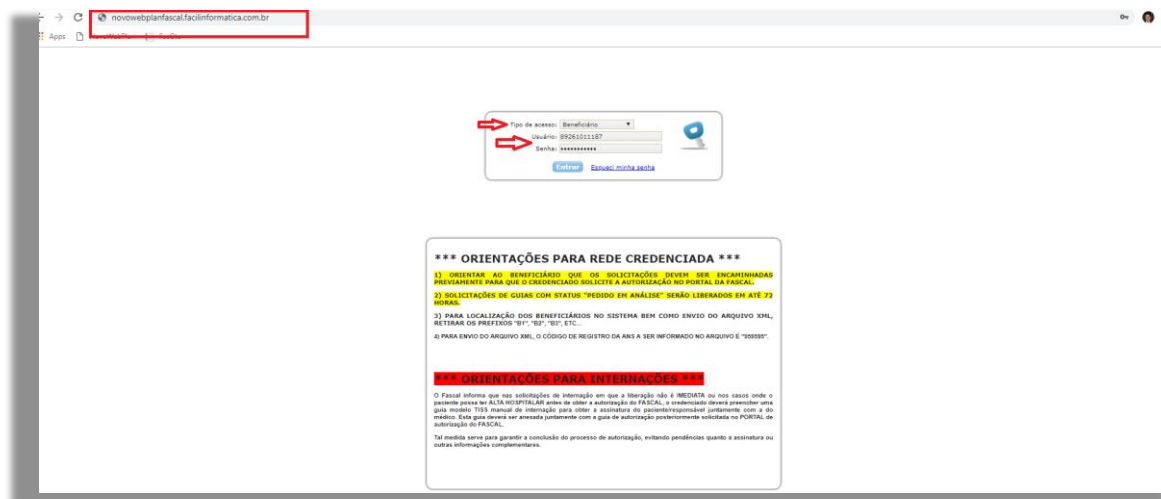 novowebplanfascal.facilinformatica.com.br
Apps
Tipo de acesso: Beneficiário
Usuário: 89261011187
Senha: •••••••••••
Entrar Esqueci minha senha
*** ORIENTAÇÕES PARA REDE CREDENCIADA ***
1) ORIENTAR AO BENEFICIÁRIO QUE OS SOLICITAÇÕES DEVEM SER ENCAMINHADAS
PREVIAMENTE PARA QUE O CREDENCIADO SOLICITE A AUTORIZAÇÃO NO PORTAL DA FASCAL.
2) SOLICITAÇÕES DE GUIAS COM STATUS "PEDIDO EM ANÁLISE" SERÃO LIBERADOS EM ATÉ 72
HORAS.
3) PARA LOCALIZAÇÃO DOS BENEFICIÁRIOS NO SISTEMA BEM COMO ENVIO DO ARQUIVO XML,
RETIRAR OS PREFIXOS "B1", "B2", "B3", ETC...
4) PARA ENVIO DO ARQUIVO XML, O CÓDIGO DE REGISTRO DA ANS A SER INFORMADO NO ARQUIVO É "959595".
*** ORIENTAÇÕES PARA INTERNAÇÕES ***
O Fascal informa que nas solicitações de internação em que a liberação não é IMEDIATA ou nos casos onde o
paciente possa ter ALTA HOSPITALAR antes de obter a autorização do FASCAL, o credenciado deverá preencher uma
guia modelo TISS manual de internação para obter a assinatura do paciente/responsável juntamente com a do
médico. Esta guia deverá ser anexada juntamente com a guia de autorização posteriormente solicitada no PORTAL de
autorização do FASCAL.
Tal medida serve para garantir a conclusão do processo de autorização, evitando pendências quanto a assinatura ou
outras informações complementares.